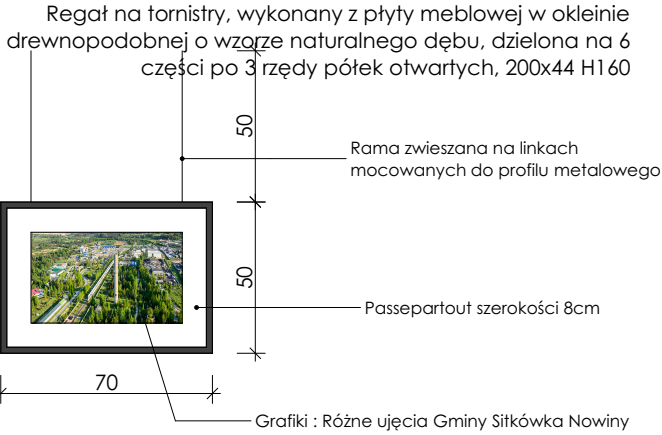 Regał na tornistry, wykonany z płyty meblowej w okleinie
drewnopodobnej o wzorze naturalnego dębu, dzielona na 6
części po 3 rzędy półek otwartych, 200x44 H160
50
Rama zwieszana na linkach
mocowanych do profilu metalowego
50
Passepartout szerokości 8cm
70
Grafiki : Różne ujęcia Gminy Sitkówka Nowiny